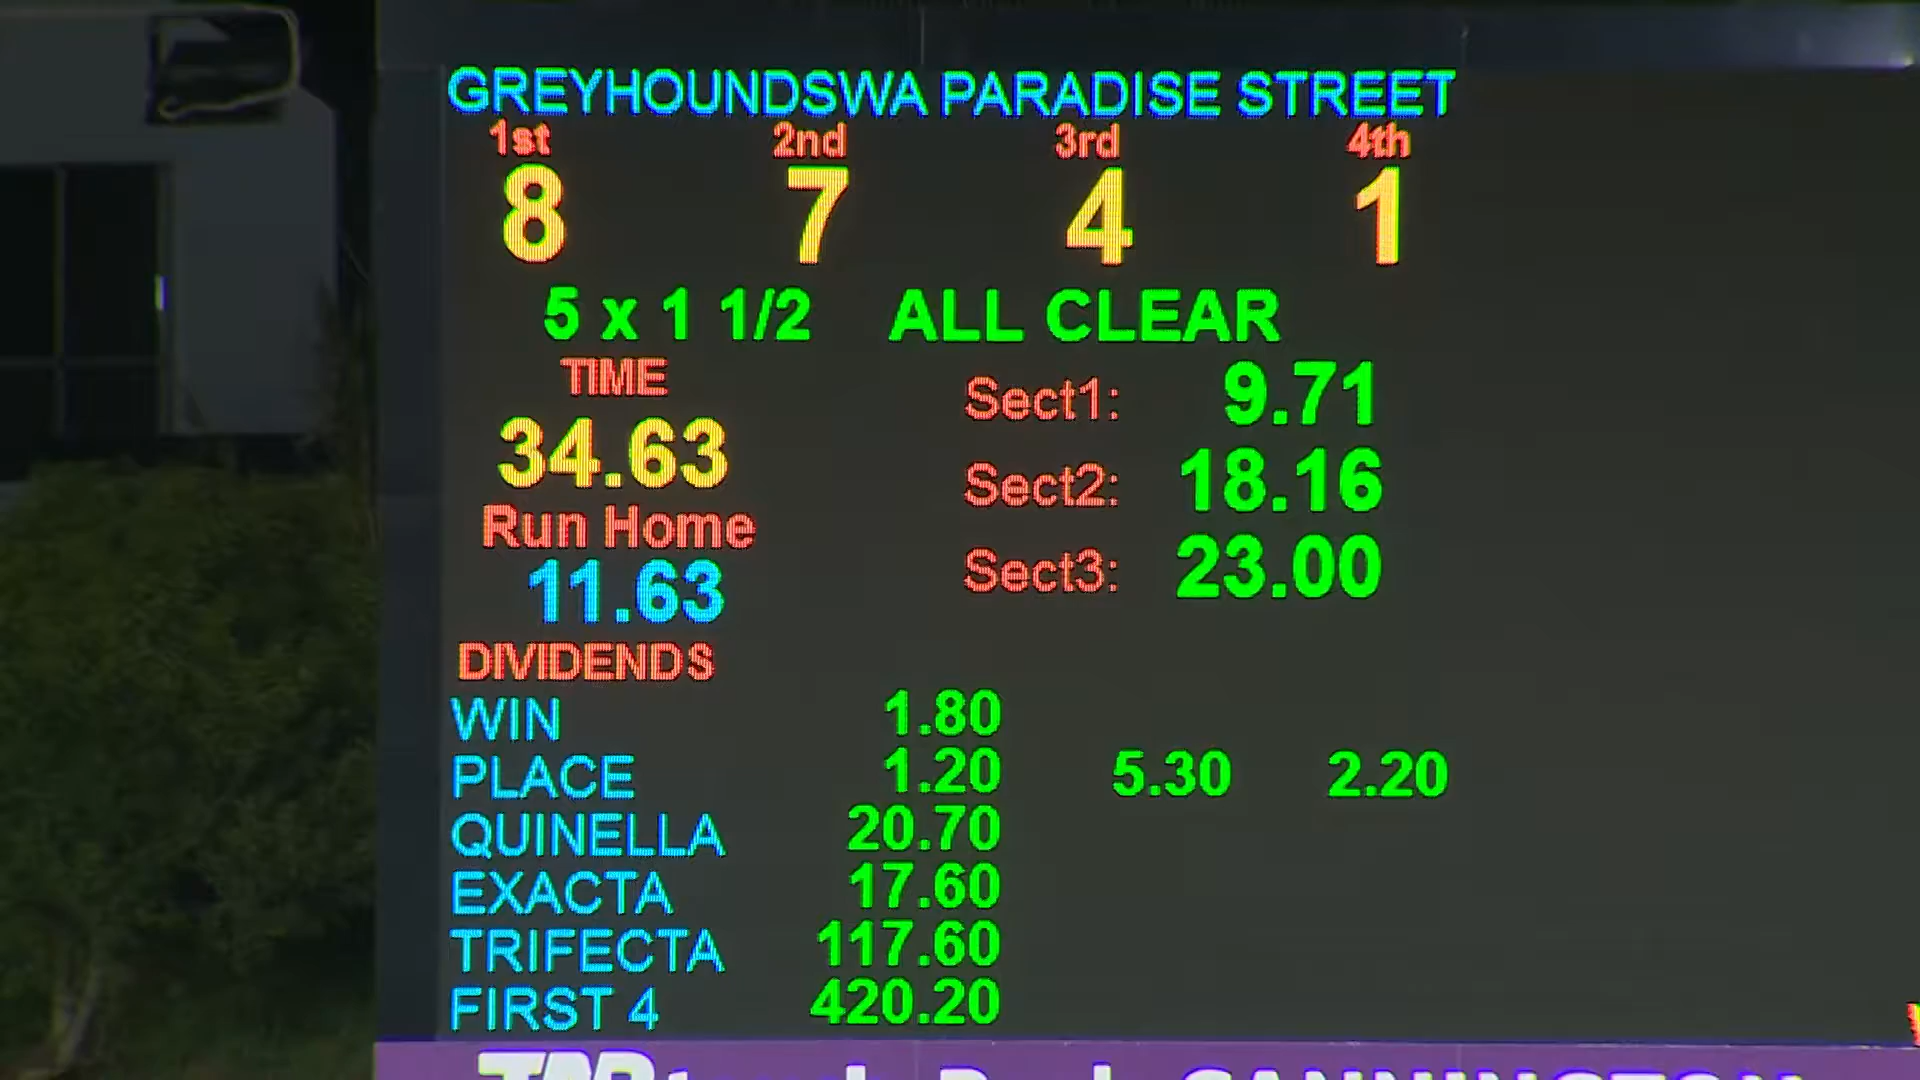 GREYHOUNDSWA PARADISE STREET
1st 2nd 3rd 4th
8 7 4 1
5 x 1 1/2 ALL CLEAR
TIME
34.63
Run Home
11.63
Sect1: 9.71
Sect2: 18.16
Sect3: 23.00
DIVIDENDS
WIN 1.80
PLACE 1.20 5.30 2.20
QUINELLA 20.70
EXACTA 17.60
TRIFECTA 117.60
FIRST 4 420.20
CANNINGTON